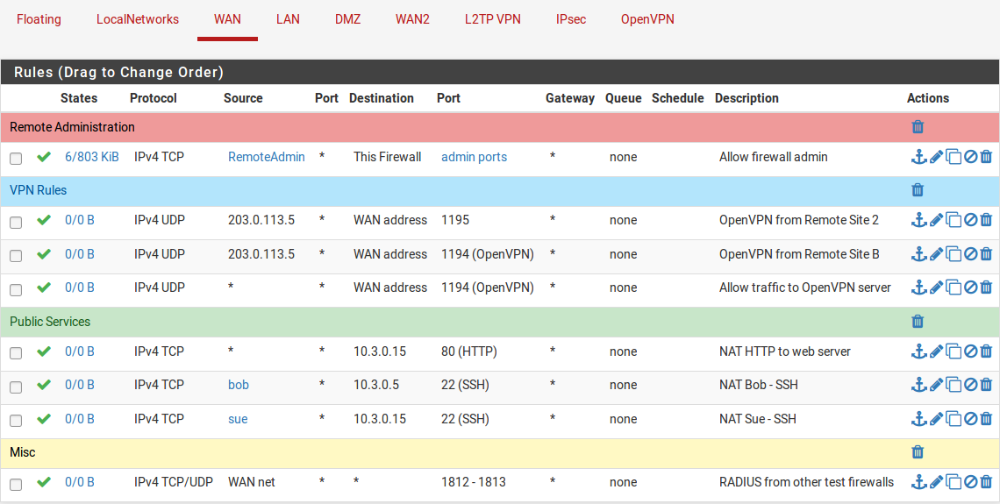 Floating LocalNetworks WAN LAN DMZ WAN2 L2TP VPN IPsec OpenVPN
Rules (Drag to Change Order)
States Protocol Source Port Destination Port Gateway Queue Schedule Description Actions
Remote Administration
6/803 KiB IPv4 TCP RemoteAdmin * This Firewall admin ports * none Allow firewall admin
VPN Rules
0/0 B IPv4 UDP 203.0.113.5 * WAN address 1195 * none OpenVPN from Remote Site 2
0/0 B IPv4 UDP 203.0.113.5 * WAN address 1194 (OpenVPN) * none OpenVPN from Remote Site B
0/0 B IPv4 UDP * * WAN address 1194 (OpenVPN) * none Allow traffic to OpenVPN server
Public Services
0/0 B IPv4 TCP * * 10.3.0.15 80 (HTTP) * none NAT HTTP to web server
0/0 B IPv4 TCP bob * 10.3.0.5 22 (SSH) * none NAT Bob - SSH
0/0 B IPv4 TCP sue * 10.3.0.15 22 (SSH) * none NAT Sue - SSH
Misc
0/0 B IPv4 TCP/UDP WAN net * * 1812 - 1813 * none RADIUS from other test firewalls